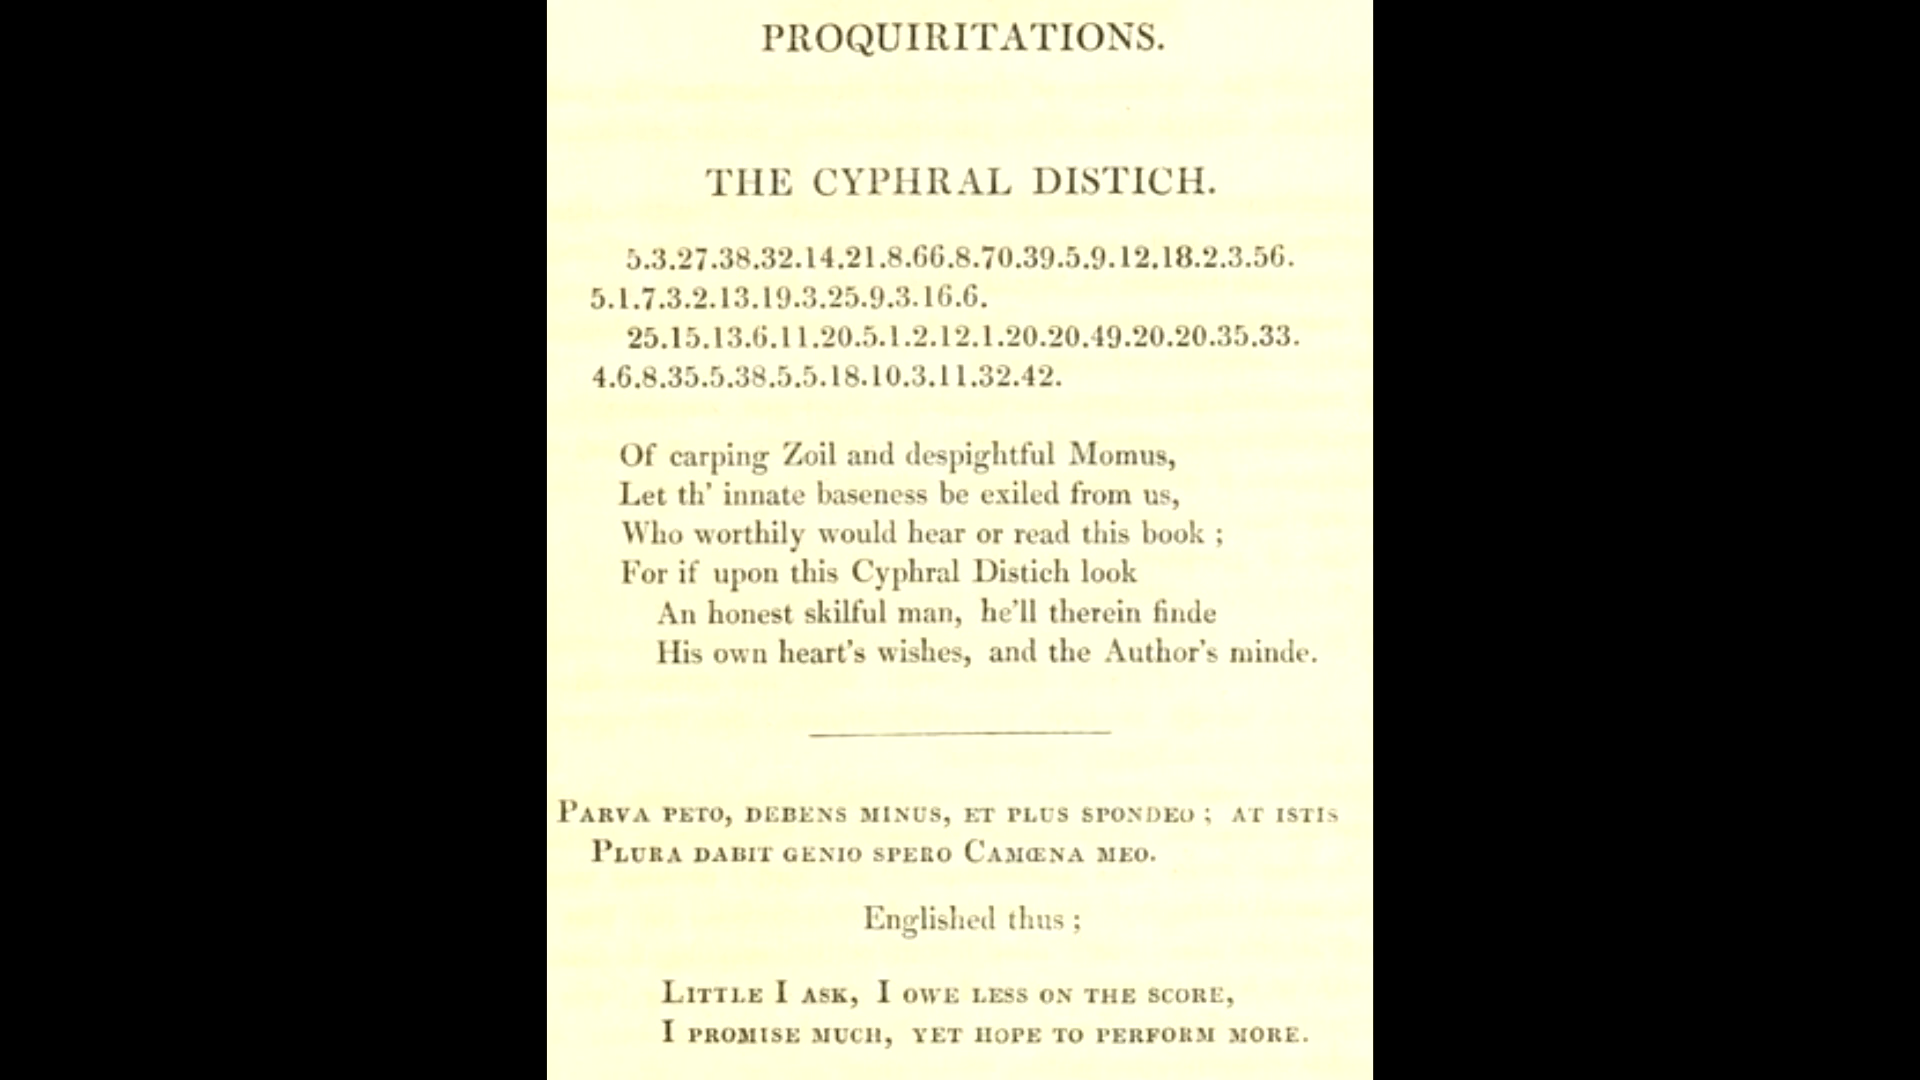 PROQUIRITATIONS.
THE CYPHRAL DISTICH.
5.3.27.38.32.14.21.8.66.8.70.39.5.9.12.18.2.3.56.
5.1.7.3.2.13.19.3.25.9.3.16.6.
25.15.13.6.11.20.5.1.2.12.1.20.20.49.20.20.35.33.
4.6.8.35.5.38.5.5.18.10.3.11.32.42.
Of carping Zoil and despightful Momus,
Let th' innate baseness be exiled from us,
Who worthily would hear or read this book ;
For if upon this Cyphral Distich look
An honest skilful man, he'll therein finde
His own heart's wishes, and the Author's minde.
PARVA PETO, DEBENS MINUS, ET PLUS SPONDEO ; AT ISTIS
PLURA DABIT GENIO SPERO CAMŒNA MEO.
Englished thus ;
LITTLE I ASK, I OWE LESS ON THE SCORE,
I PROMISE MUCH, YET HOPE TO PERFORM MORE.